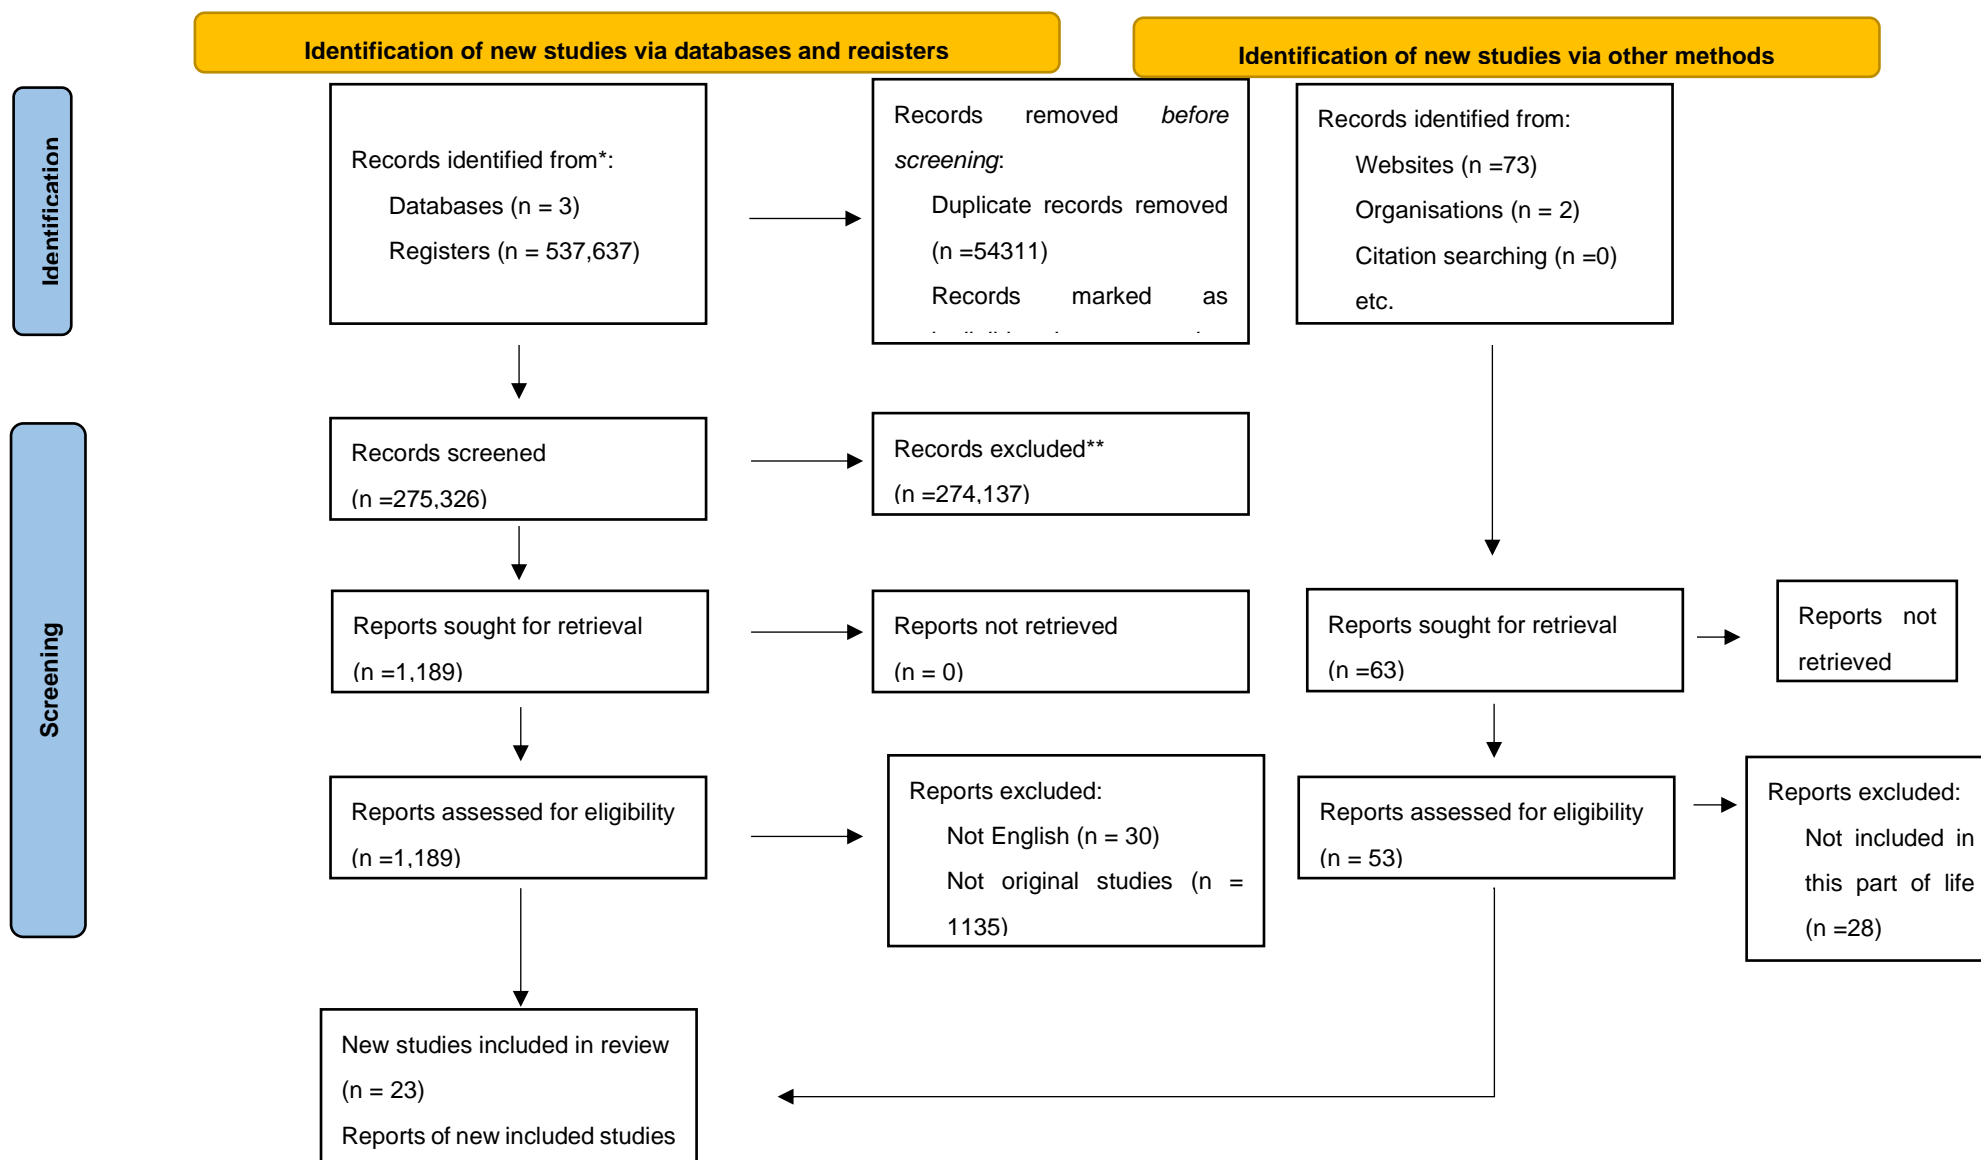 Identification of new studies via databases and registers
Identification of new studies via other methods
Identification
Records identified from*:
Databases (n = 3)
Registers (n = 537,637)
Records removed before
screening:
Duplicate records removed
(n =54311)
Records marked as
Records identified from:
Websites (n =73)
Organisations (n = 2)
Citation searching (n =0)
etc.
Screening
Records screened
(n =275,326)
Records excluded**
(n =274,137)
Reports sought for retrieval
(n =1,189)
Reports not retrieved
(n = 0)
Reports sought for retrieval
(n =63)
Reports not
retrieved
Reports assessed for eligibility
(n =1,189)
Reports excluded:
Not English (n = 30)
Not original studies (n =
1135)
Reports assessed for eligibility
(n = 53)
Reports excluded:
Not included in
this part of life
(n =28)
New studies included in review
(n = 23)
Reports of new included studies